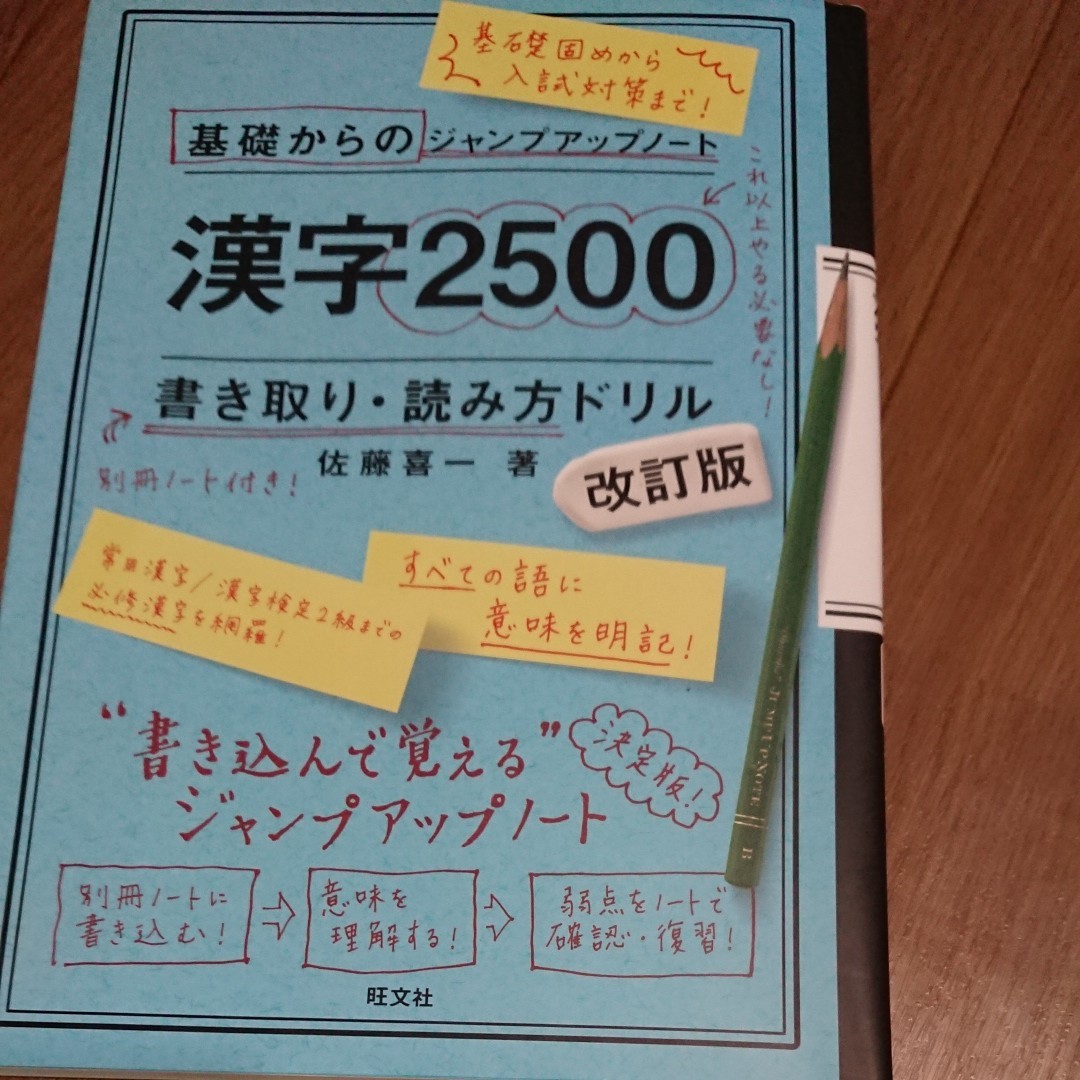 基礎固めから
入試対策まで!
基礎からのジャンプアップノート
漢字2500
これ以上やる必要なし!
書き取り・読み方ドリル
別冊ノート付き!
佐藤喜一 著
改訂版
常用漢字/漢字検定2級までの
必修漢字を網羅!
すべての語に
意味を明記!
“書き込んで覚える”
ジャンプアップノート
決定版!
別冊ノートに
書き込む!
意味を
理解する!
弱点をノートで
確認・復習!
旺文社
JUMP UP NOTE
B